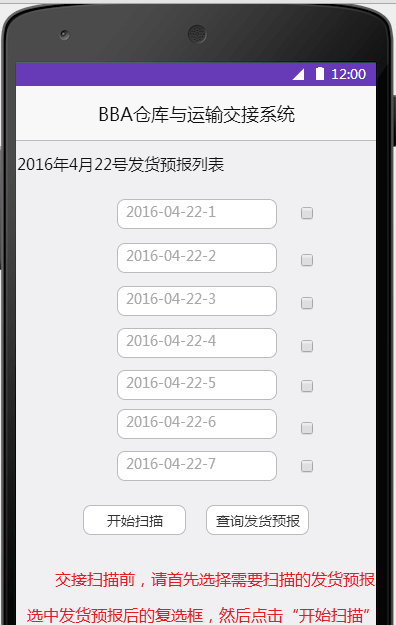 12:00
BBA仓库与运输交接系统
2016年4月22号发货预报列表
2016-04-22-1
2016-04-22-2
2016-04-22-3
2016-04-22-4
2016-04-22-5
2016-04-22-6
2016-04-22-7
开始扫描 查询发货预报
交接扫描前，请首先选择需要扫描的发货预报
选中发货预报后的复选框，然后点击“开始扫描”